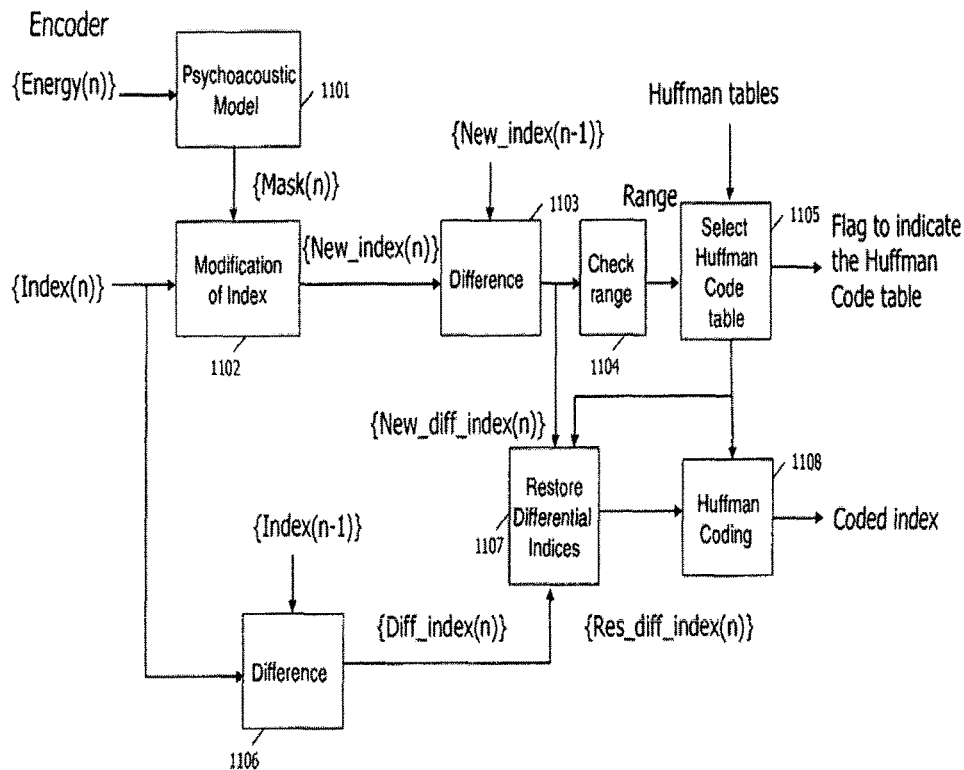 Encoder
{Energy(n)}
Psychoacoustic
Model
1101
Huffman tables
{New_index(n-1)}
{Mask(n)}
1103
Range
1105
{Index(n)}
Modification
of Index
1102
{New_index(n)}
Difference
Check
range
1104
Select
Huffman
Code
table
Flag to indicate
the Huffman
Code table
{New_diff_index(n)}
1108
Restore
Differential
Indices
1107
Huffman
Coding
Coded index
{Index(n-1)}
{Diff_index(n)}
{Res_diff_index(n)}
Difference
1106